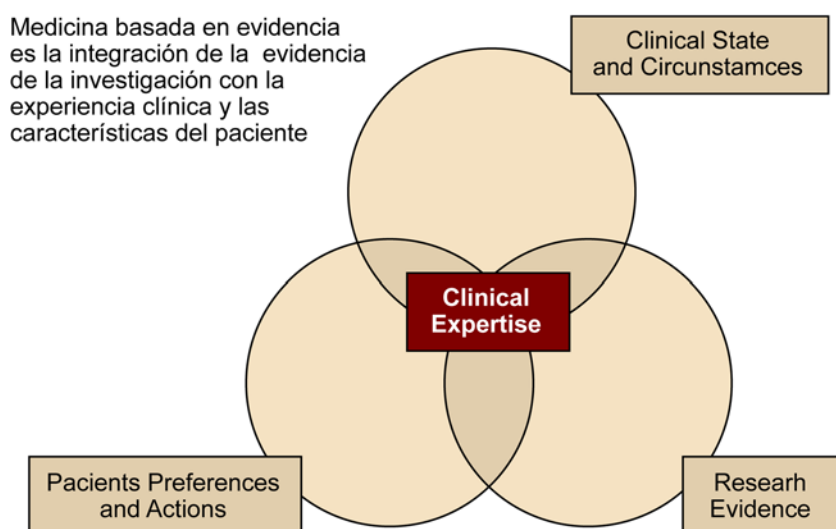 Medicina basada en evidencia
es la integración de la evidencia
de la investigación con la
experiencia clínica y las
características del paciente
Clinical State
and Circunstamces
Clinical
Expertise
Pacients Preferences
and Actions
Researh
Evidence